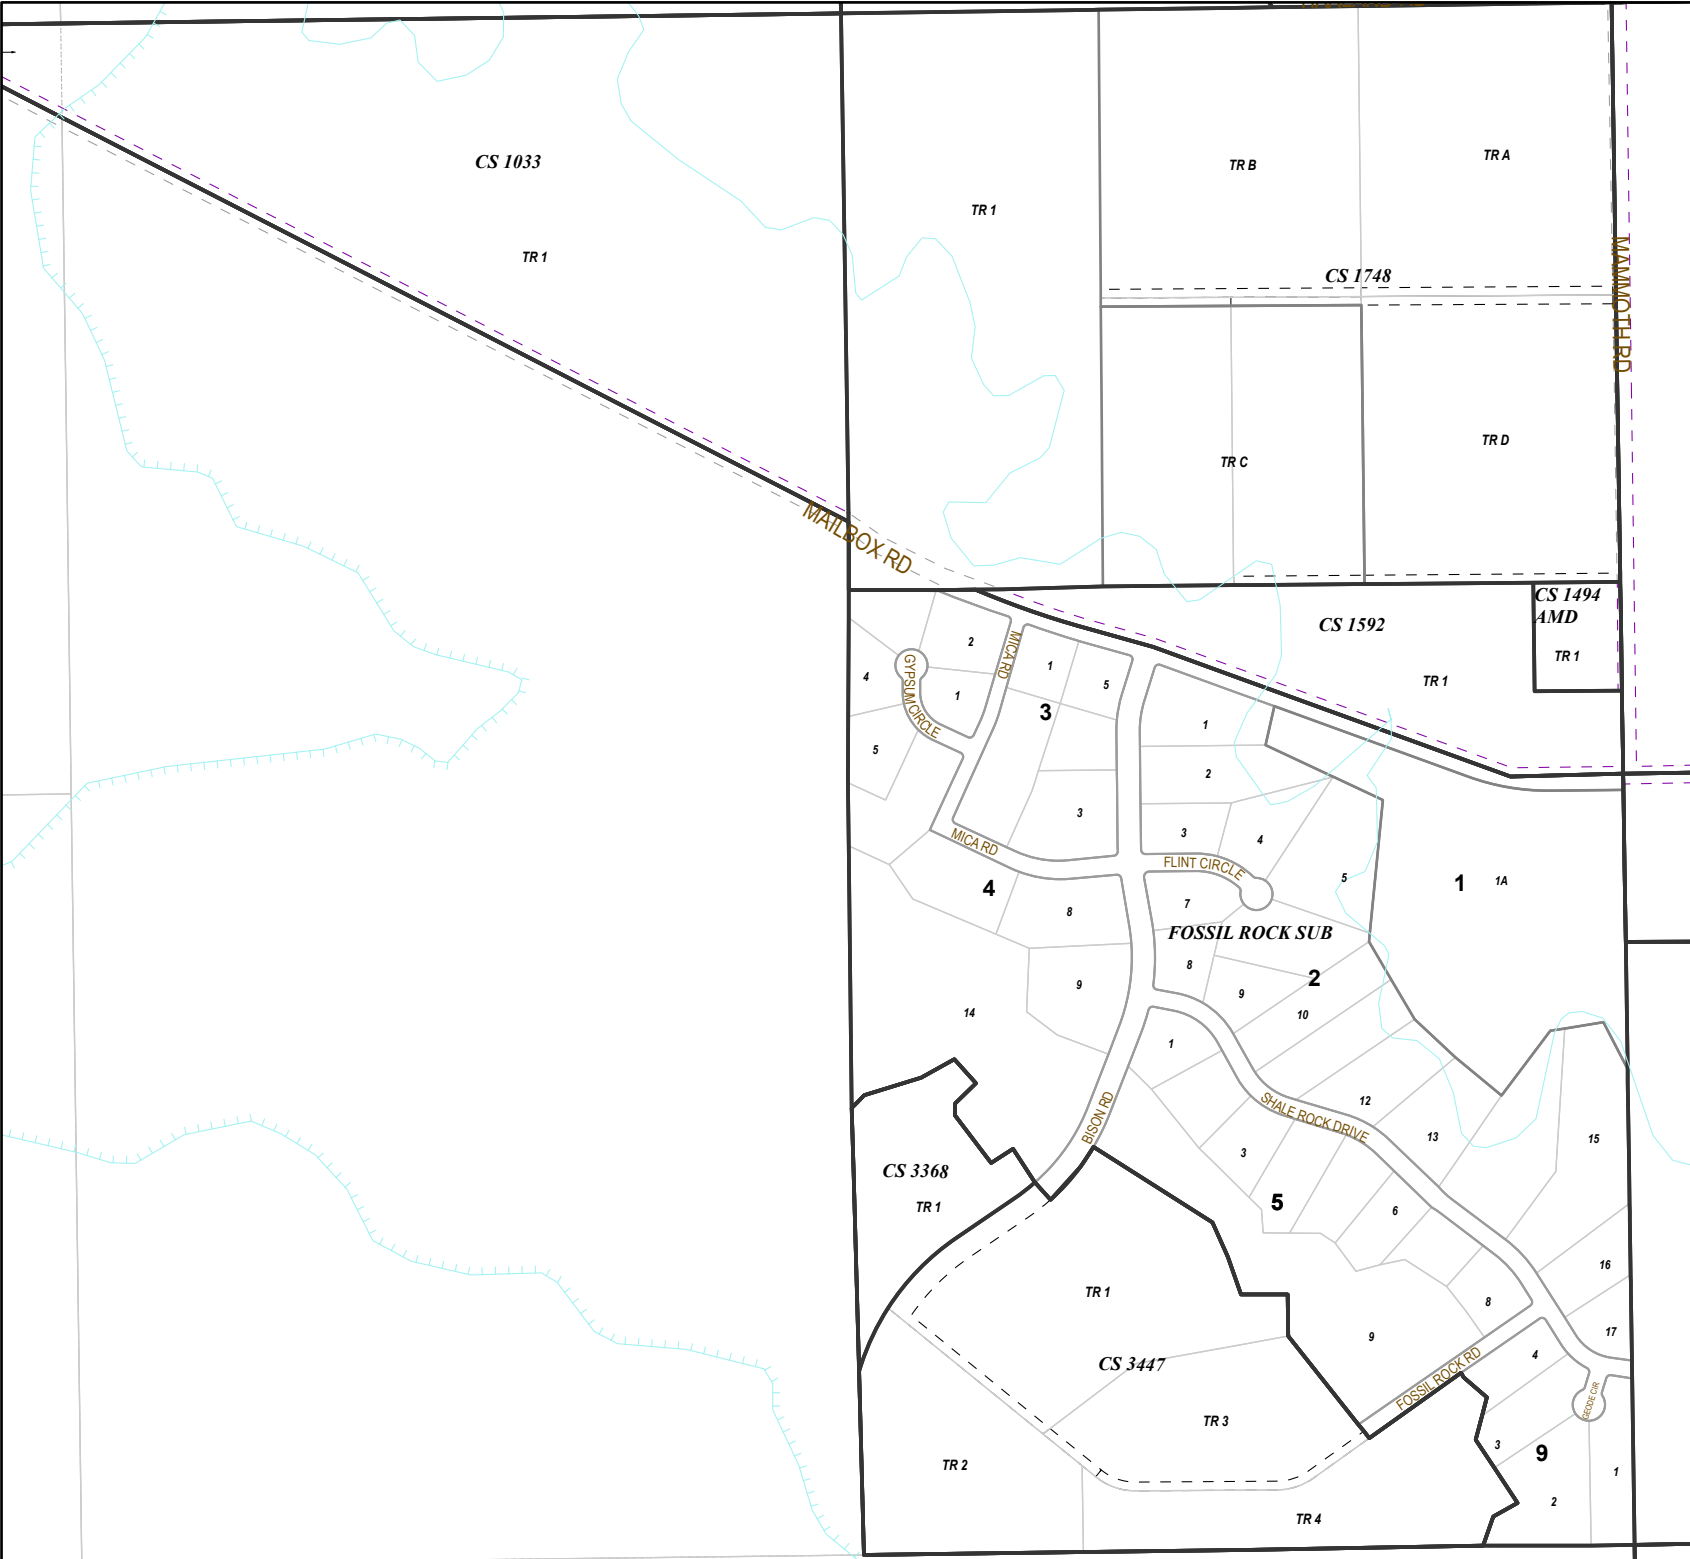 TR A
CS 1033
TR B
TR 1
MAMMOTH RD
TR 1
CS 1748
TR D
TR C
MAILBOX RD
CS 1494
AMD
CS 1592
TR 1
TR 1
2
MICA RD
1
5
4
GYPSUM CIRCLE
1
3
5
1
2
3
MICA RD
3
4
FLINT CIRCLE
5
1
1A
4
8
7
FOSSIL ROCK SUB
8
2
9
9
10
14
1
BISON RD
SHALE ROCK DRIVE
12
13
15
3
CS 3368
TR 1
5
6
16
TR 1
8
17
9
4
CS 3447
FOSSIL ROCK RD
GEODE CIR
TR 3
3
9
TR 2
1
2
TR 4